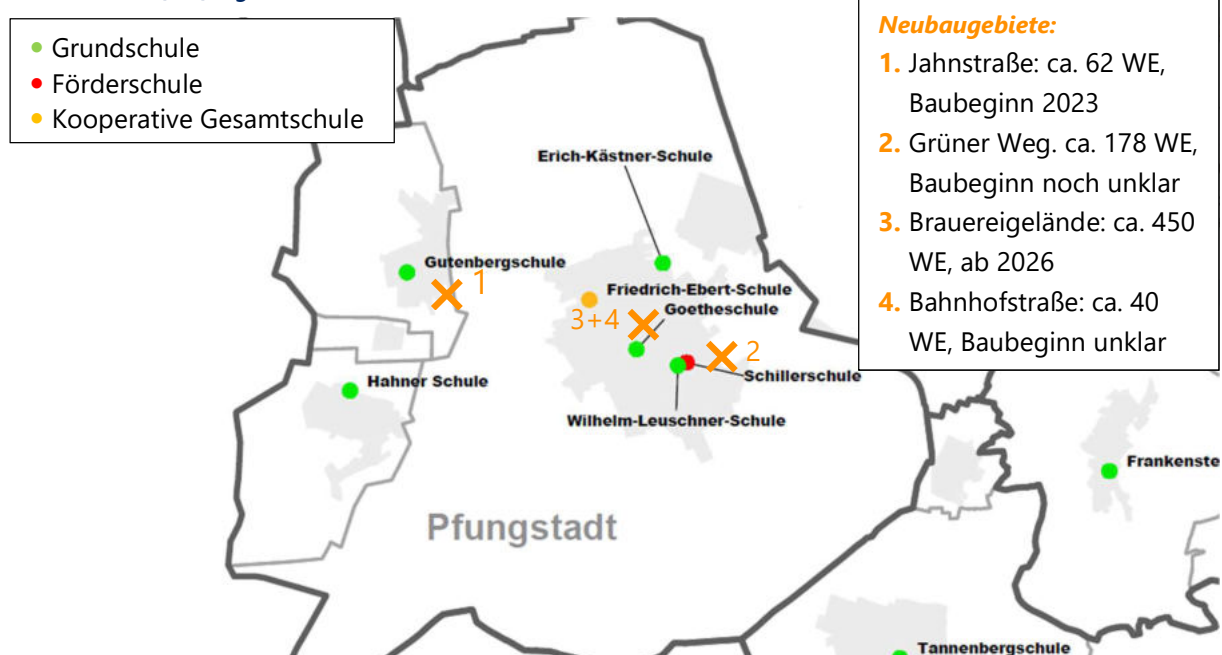 • Grundschule
• Förderschule
• Kooperative Gesamtschule
Neubaugebiete:
1. Jahnstraße: ca. 62 WE,
Baubeginn 2023
2. Grüner Weg. ca. 178 WE,
Baubeginn noch unklar
3. Brauereigelände: ca. 450
WE, ab 2026
4. Bahnhofstraße: ca. 40
WE, Baubeginn unklar
Erich-Kästner-Schule
Gutenbergschule
1
Friedrich-Ebert-Schule
3+4
Goetheschule
2
Schillerschule
Hahner Schule
Wilhelm-Leuschner-Schule
Frankenste
Pfungstadt
Tannenbergschule